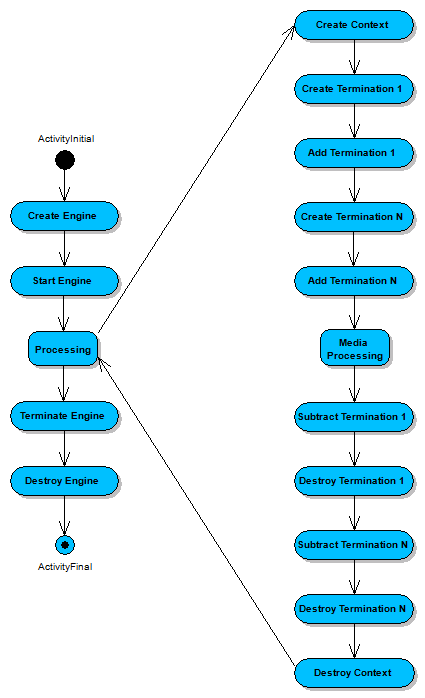 ActivityInitial
Create Engine
Start Engine
Processing
Terminate Engine
Destroy Engine
ActivityFinal
Create Context
Create Termination 1
Add Termination 1
Create Termination N
Add Termination N
Media
Processing
Subtract Termination 1
Destroy Termination 1
Subtract Termination N
Destroy Termination N
Destroy Context